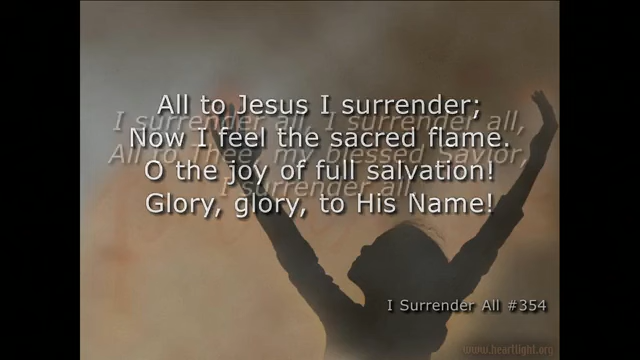 All to Jesus I surrender;
I surrender all, I surrender all,
Now I feel the sacred flame.
All to Thee, my blessed Savior,
O the joy of full salvation!
I surrender all.
Glory, glory, to His Name!
I Surrender All #354
www.heartlight.org